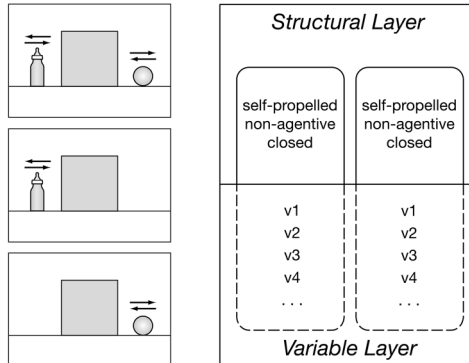 Structural Layer
self-propelled
non-agentive
closed
self-propelled
non-agentive
closed
v1
v2
v3
v4
. . .
v1
v2
v3
v4
. . .
Variable Layer